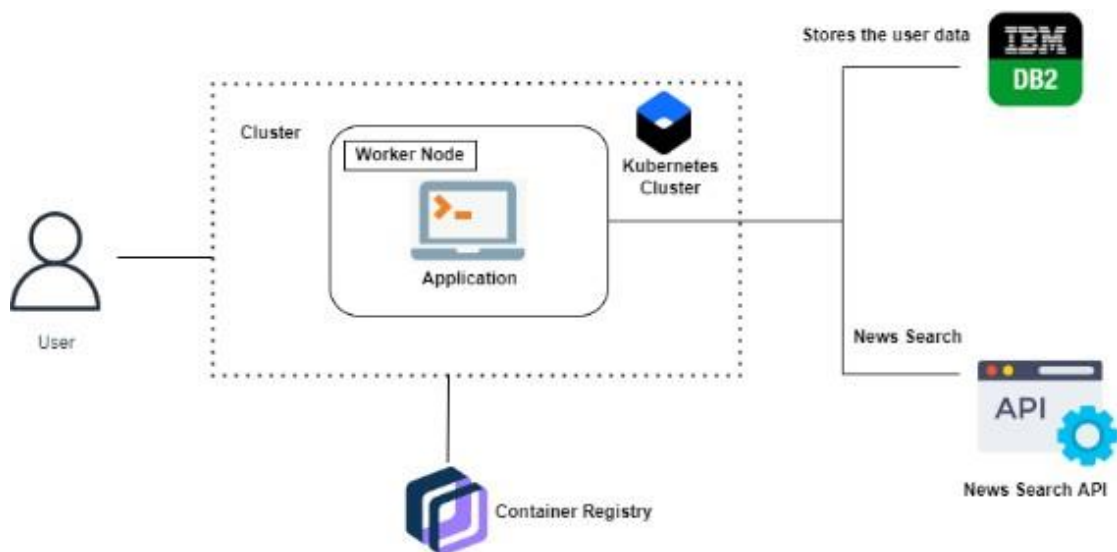 Stores the user data
IBM
DB2
Cluster
Worker Node
Kubernetes
Cluster
Application
User
News Search
API
News Search API
Container Registry